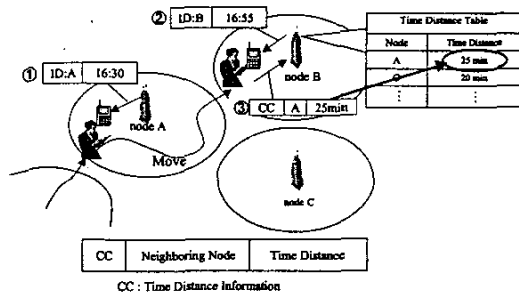 ② ID:B 16:55
Time Distance Table
Node Time Distance
A 25 min
20 min
① ID:A 16:30
node B
③ CC A 25min
node A
Move
node C
CC Neighboring Node Time Distance
CC : Time Distance Information